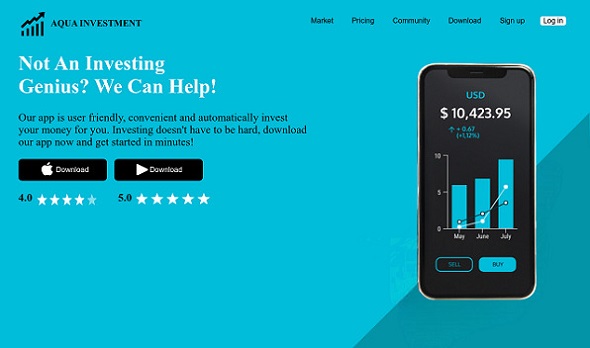 AQUA INVESTMENT
Market Pricing Community Download Sign up Log in
Not An Investing
Genius? We Can Help!
Our app is user friendly, convenient and automatically invest
your money for you. Investing doesn't have to be hard, download
our app now and get started in minutes!
Download Download
4.0 5.0
USD
$ 10,423.95
+ 0.67
(+1,12%)
10
5
0
May June July
SELL BUY